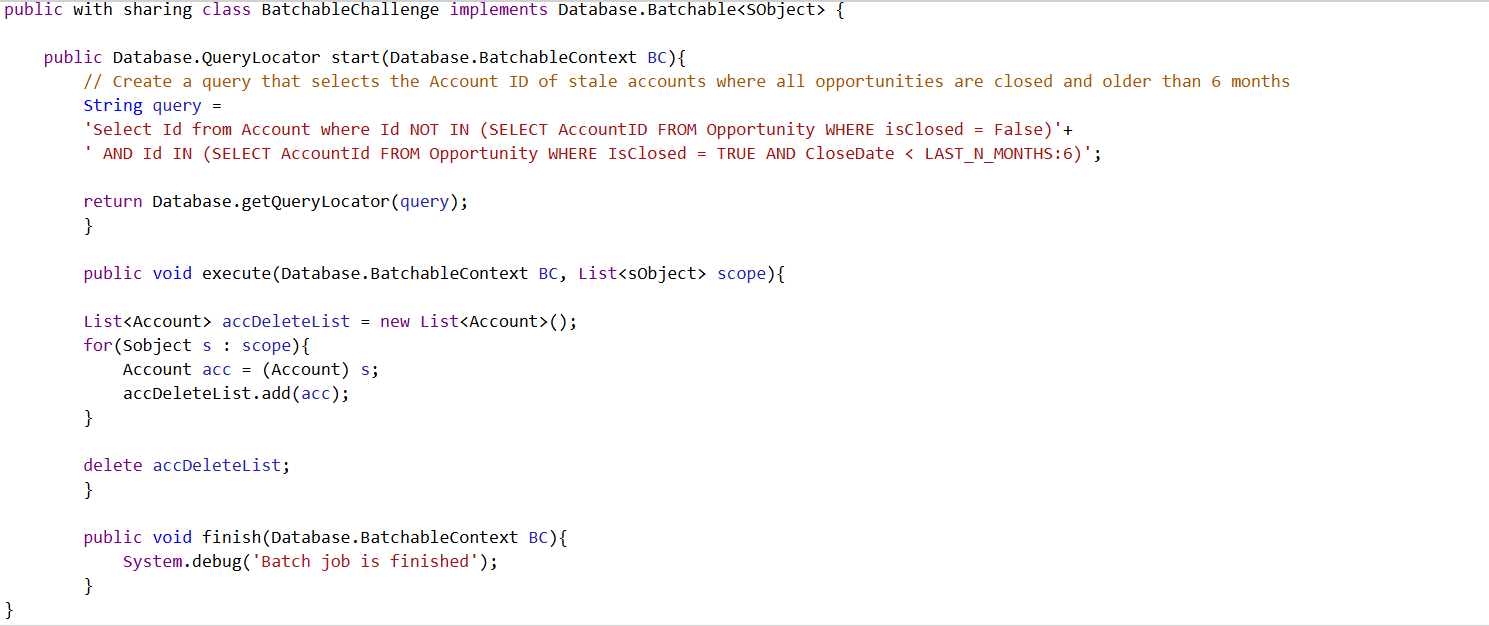 public with sharing class BatchableChallenge implements Database.Batchable<SObject> {
public Database.QueryLocator start(Database.BatchableContext BC){
// Create a query that selects the Account ID of stale accounts where all opportunities are closed and older than 6 months
String query =
'Select Id from Account where Id NOT IN (SELECT AccountID FROM Opportunity WHERE isClosed = False)'+
' AND Id IN (SELECT AccountId FROM Opportunity WHERE IsClosed = TRUE AND CloseDate < LAST_N_MONTHS:6)';
return Database.getQueryLocator(query);
}
public void execute(Database.BatchableContext BC, List<sObject> scope){
List<Account> accDeleteList = new List<Account>();
for(Sobject s : scope){
Account acc = (Account) s;
accDeleteList.add(acc);
}
delete accDeleteList;
}
public void finish(Database.BatchableContext BC){
System.debug('Batch job is finished');
}
}